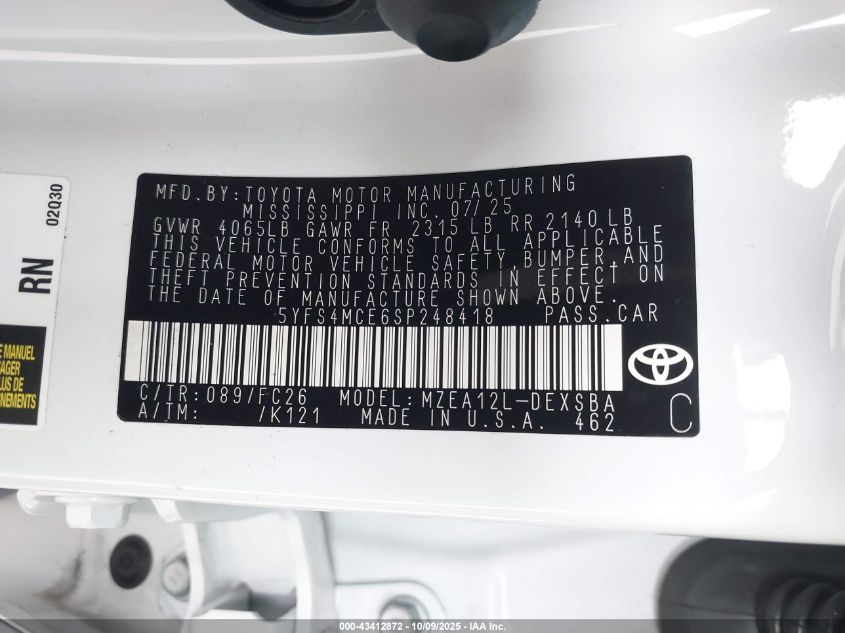 MFD. BY: TOYOTA MOTOR MANUFACTURING
MISSISSIPPI INC. 07/25
GVWR 4065LB GAWR FR 2315 LB RR 2140 LB
THIS VEHICLE CONFORMS TO ALL APPLICABLE
FEDERAL MOTOR VEHICLE SAFETY, BUMPER, AND
THEFT PREVENTION STANDARDS IN EFFECT ON
THE DATE OF MANUFACTURE SHOWN ABOVE.
5YFS4MCE6SP248418 PASS.CAR
C/TR: 089/FC26 MODEL: MZEA12L-DEXSBA
A/TM: /K121 MADE IN U.S.A. 462
C
RN
02Q30
E MANUEL
PLUS DE
000-43412872 - 10/09/2025 - IAA Inc.